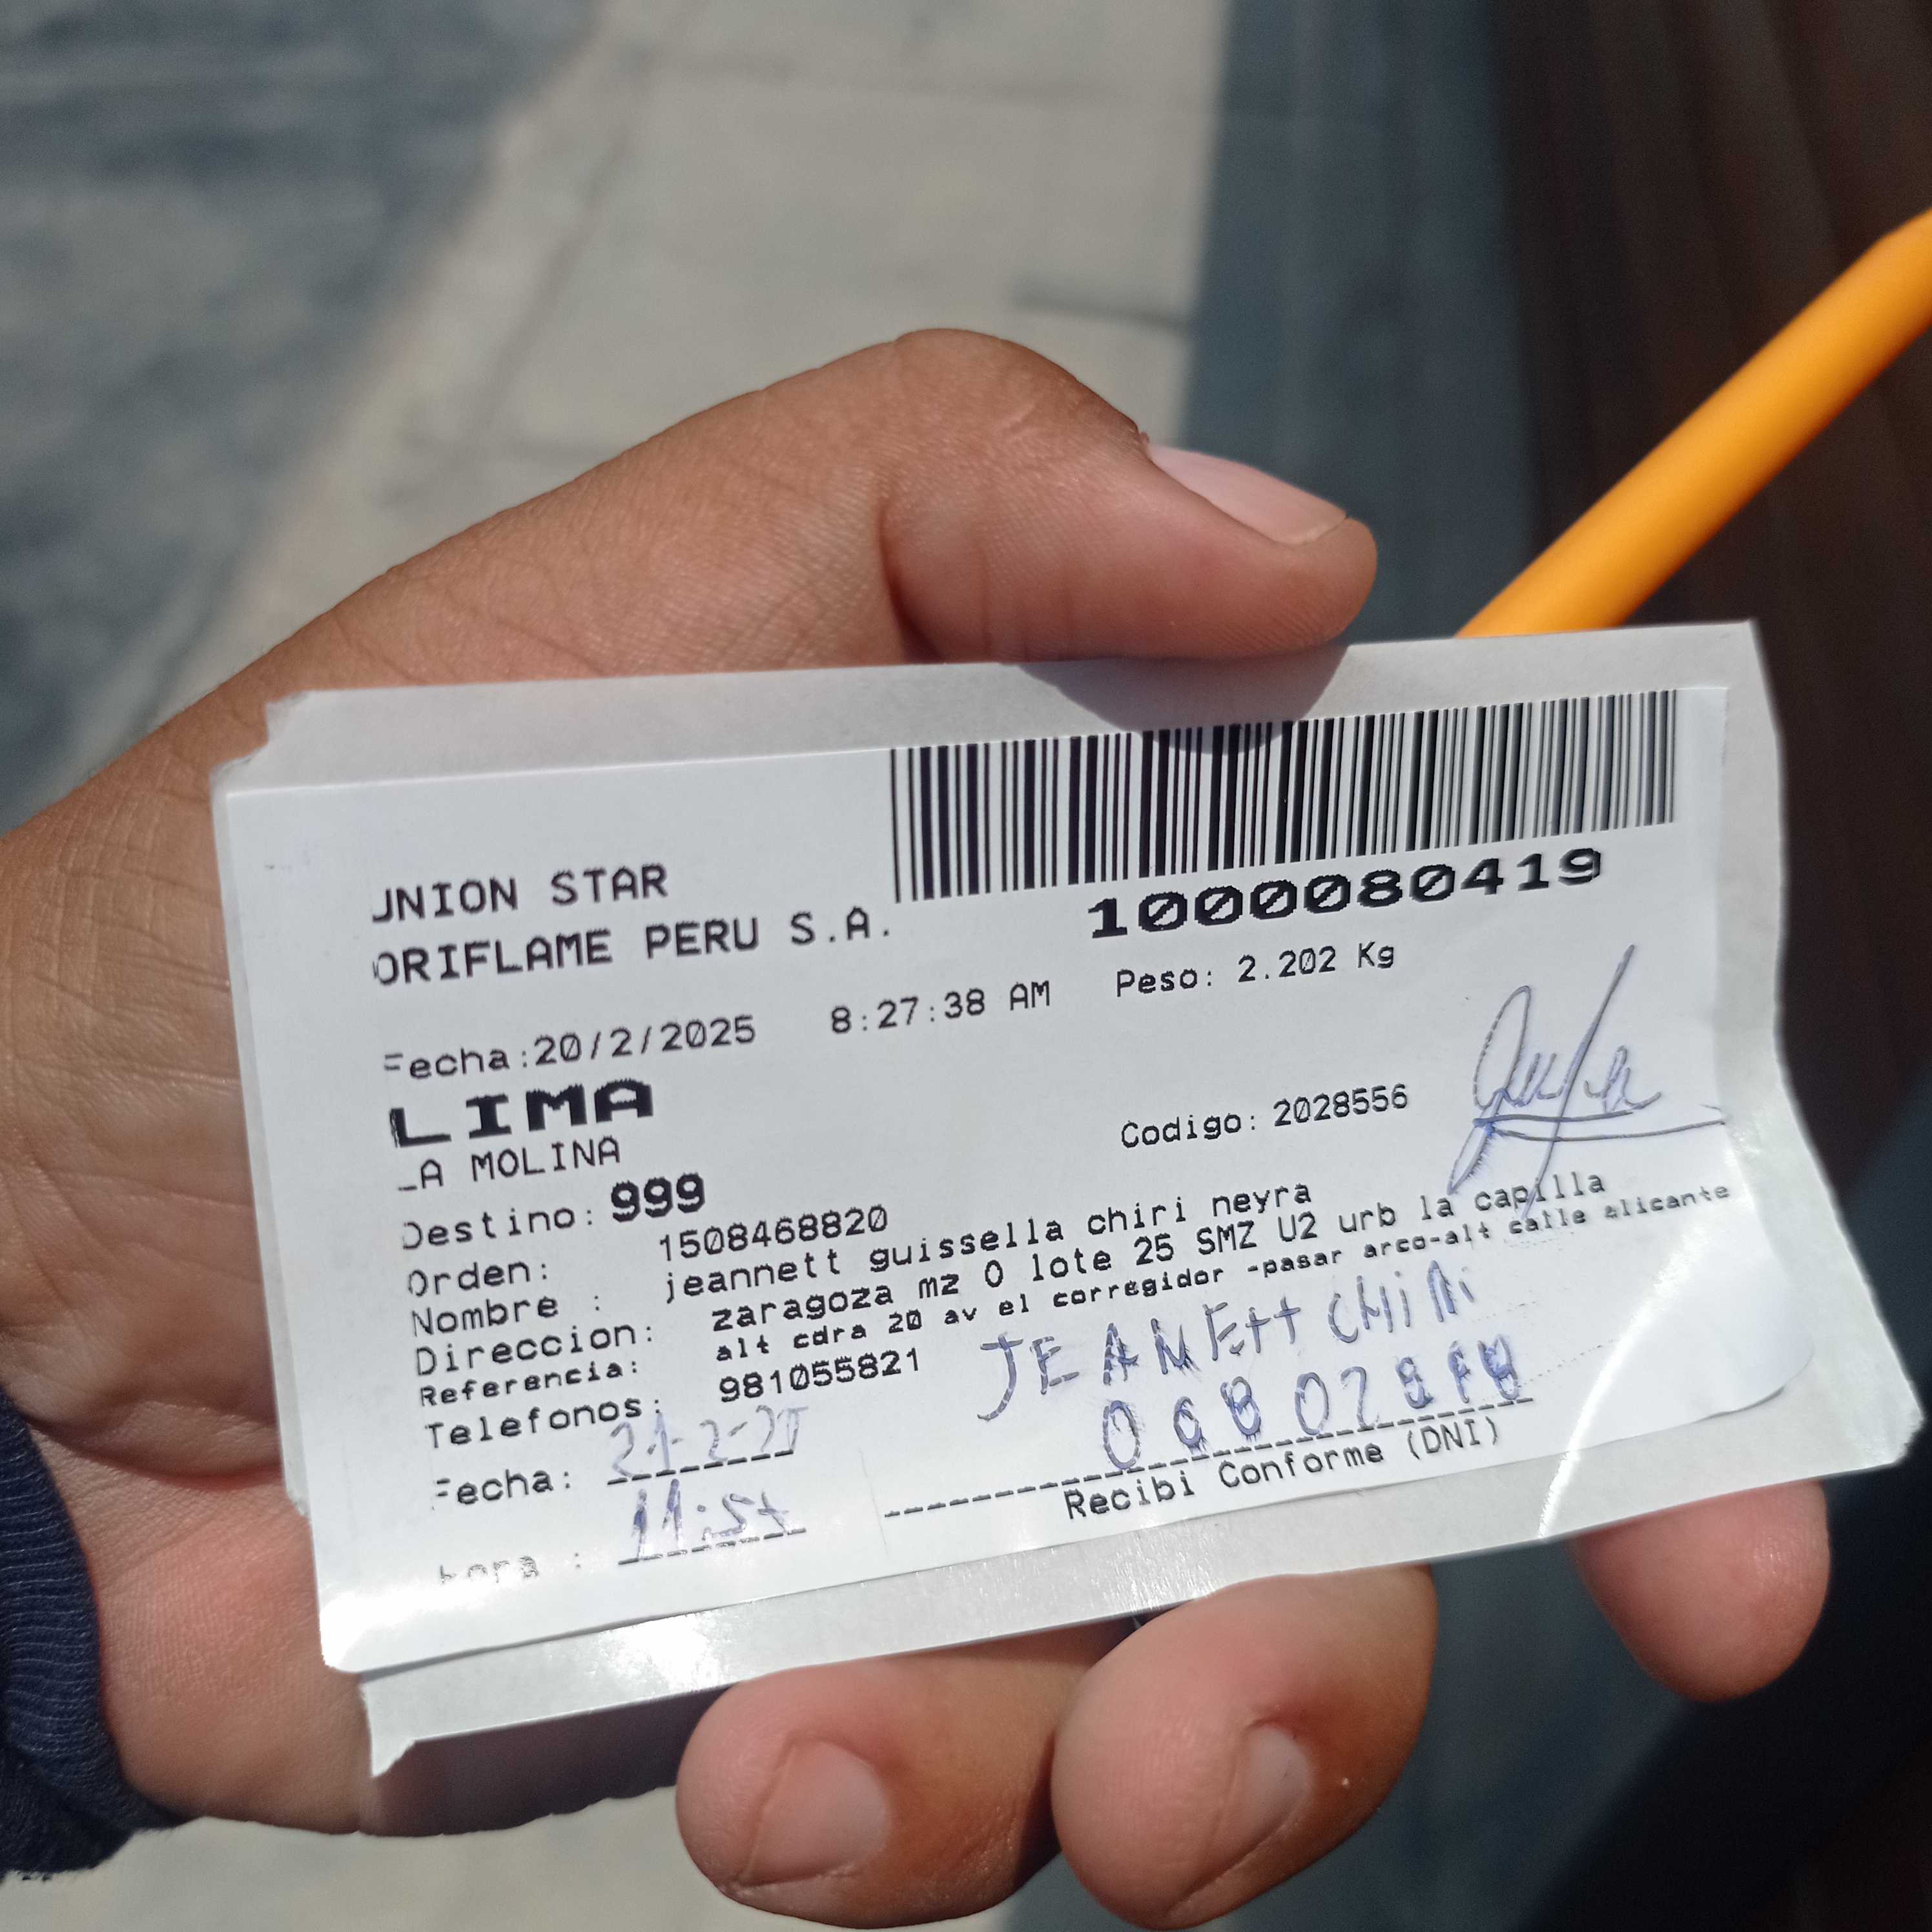 UNION STAR
ORIFLAME PERU S.A.
1000080419
Fecha:20/2/2025 8:27:38 AM Peso: 2.202 Kg
LIMA
LA MOLINA
Codigo: 2028556
Destino: 999
Orden: 1508468820
Nombre : jeannett guissella chiri neyra
Direccion: zaragoza mz O lote 25 SMZ U2 urb la capilla
Referencia: alt cdra 20 av el corregidor -pasar arco-alt calle alicante
Telefonos: 981055821
JEANETT CHIRI
Fecha: 21-2-25
Hora : 11:57
Recibi Conforme (DNI)